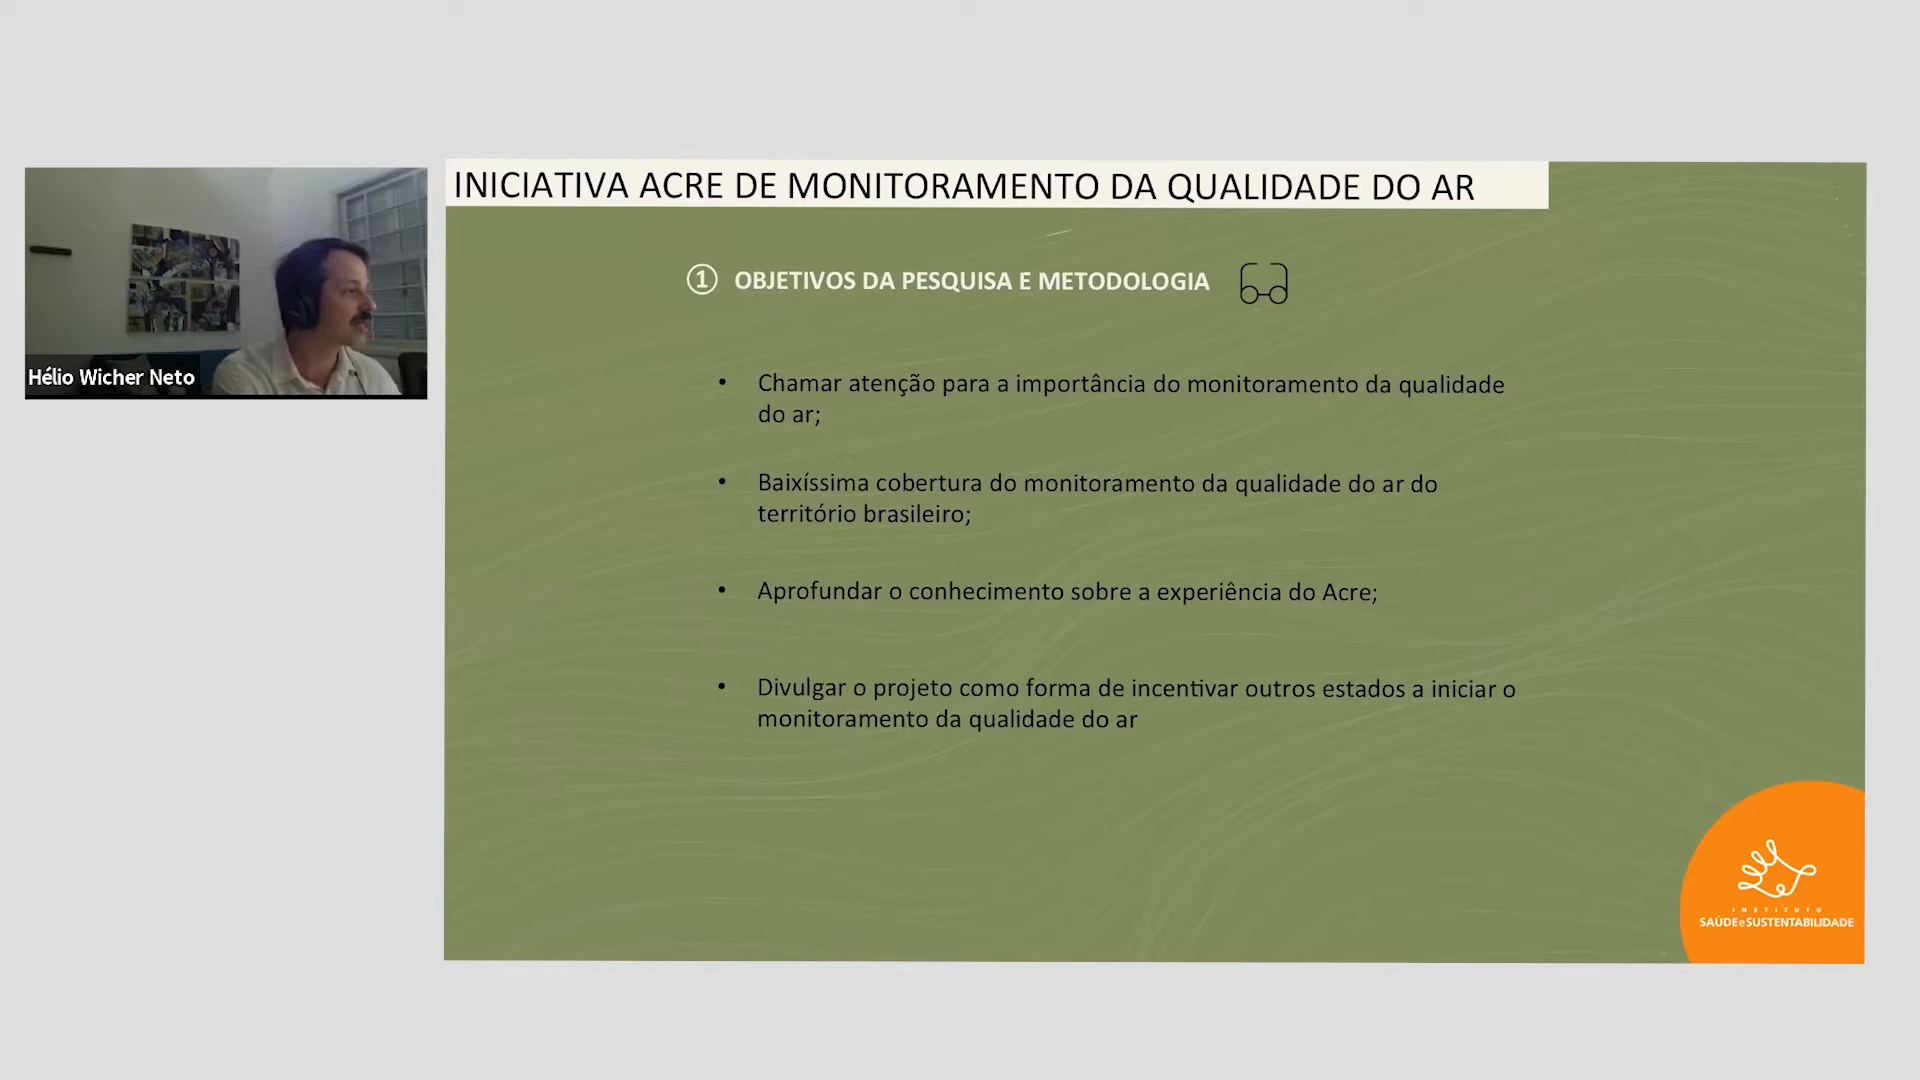 INICIATIVA ACRE DE MONITORAMENTO DA QUALIDADE DO AR
1 OBJETIVOS DA PESQUISA E METODOLOGIA
• Chamar atenção para a importância do monitoramento da qualidade
do ar;
• Baixíssima cobertura do monitoramento da qualidade do ar do
território brasileiro;
• Aprofundar o conhecimento sobre a experiência do Acre;
• Divulgar o projeto como forma de incentivar outros estados a iniciar o
monitoramento da qualidade do ar
Hélio Wicher Neto
INSTITUTO
SAÚDEeSUSTENTABILIDADE